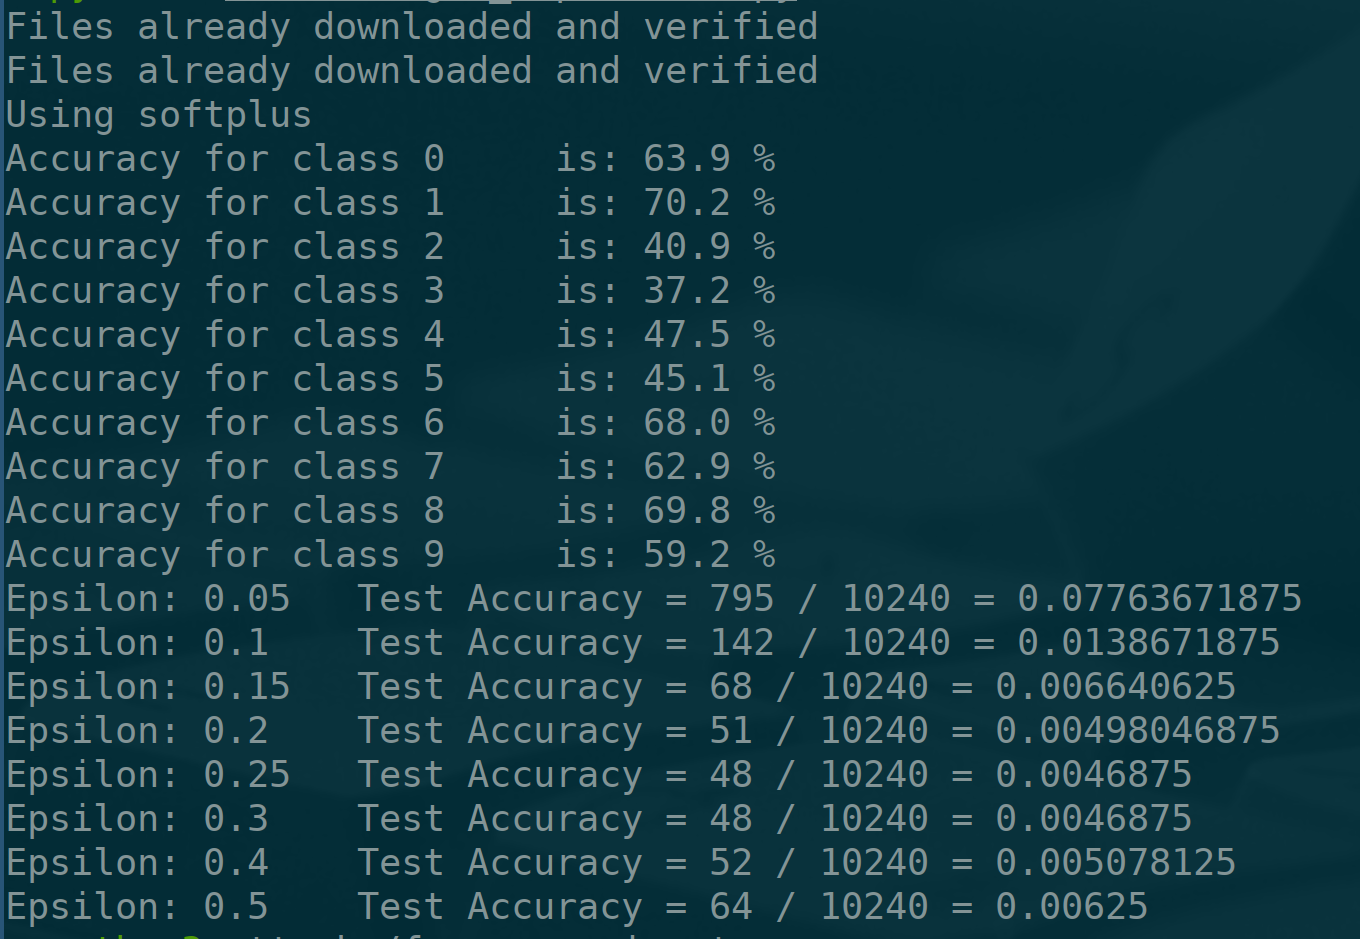 Files already downloaded and verified
Files already downloaded and verified
Using softplus
Accuracy for class 0     is: 63.9 %
Accuracy for class 1     is: 70.2 %
Accuracy for class 2     is: 40.9 %
Accuracy for class 3     is: 37.2 %
Accuracy for class 4     is: 47.5 %
Accuracy for class 5     is: 45.1 %
Accuracy for class 6     is: 68.0 %
Accuracy for class 7     is: 62.9 %
Accuracy for class 8     is: 69.8 %
Accuracy for class 9     is: 59.2 %
Epsilon: 0.05   Test Accuracy = 795 / 10240 = 0.07763671875
Epsilon: 0.1    Test Accuracy = 142 / 10240 = 0.0138671875
Epsilon: 0.15   Test Accuracy = 68 / 10240 = 0.006640625
Epsilon: 0.2    Test Accuracy = 51 / 10240 = 0.00498046875
Epsilon: 0.25   Test Accuracy = 48 / 10240 = 0.0046875
Epsilon: 0.3    Test Accuracy = 48 / 10240 = 0.0046875
Epsilon: 0.4    Test Accuracy = 52 / 10240 = 0.005078125
Epsilon: 0.5    Test Accuracy = 64 / 10240 = 0.00625